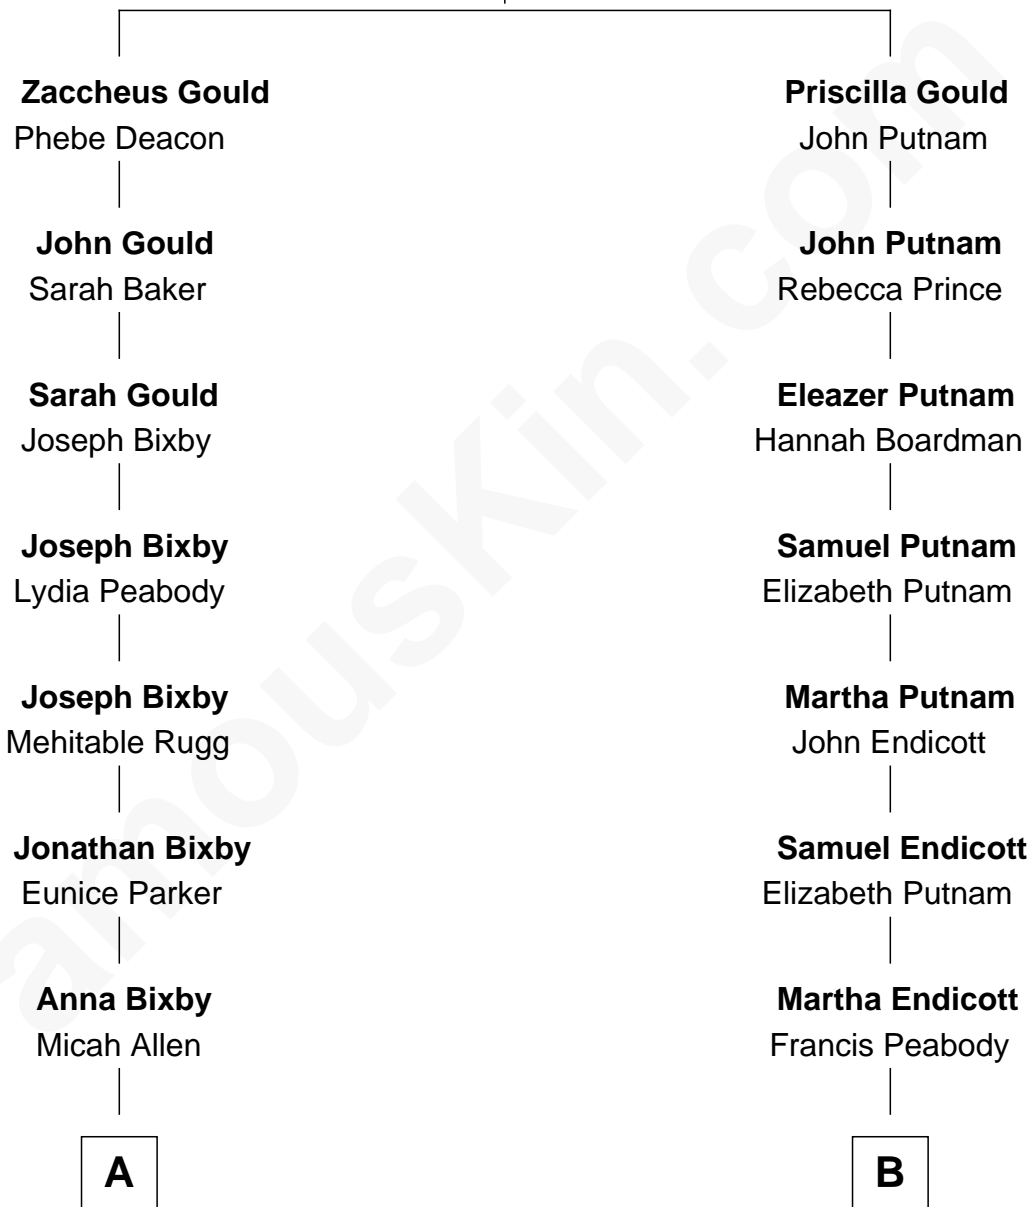 Zaccheus Gould
Phebe Deacon
Priscilla Gould
John Putnam
John Gould
Sarah Baker
John Putnam
Rebecca Prince
Sarah Gould
Joseph Bixby
Eleazer Putnam
Hannah Boardman
Joseph Bixby
Lydia Peabody
Samuel Putnam
Elizabeth Putnam
Joseph Bixby
Mehitable Rugg
Martha Putnam
John Endicott
Jonathan Bixby
Eunice Parker
Samuel Endicott
Elizabeth Putnam
Anna Bixby
Micah Allen
Martha Endicott
Francis Peabody
A
B
amouskin.com